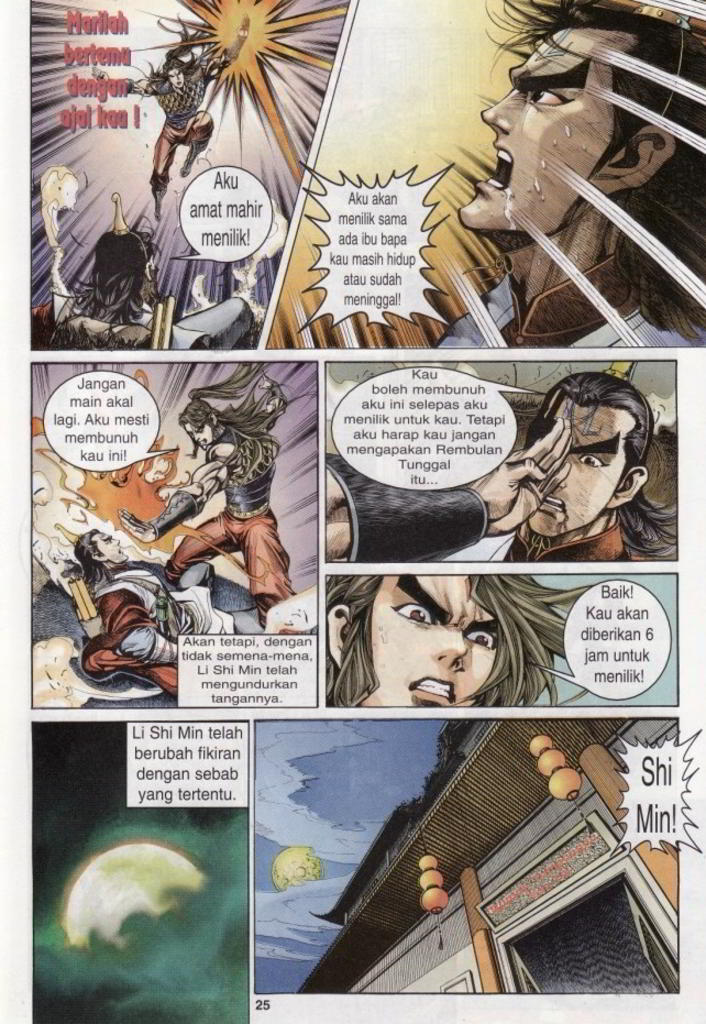 Marilah
bertemu
dengan
ajal kau !
Aku
amat mahir
menilik!
Aku akan
menilik sama
ada ibu bapa
kau masih hidup
atau sudah
meninggal!
Jangan
main akal
lagi. Aku mesti
membunuh
kau ini!
Akan tetapi, dengan
tidak semena-mena,
Li Shi Min telah
mengundurkan
tangannya.
Kau
boleh membunuh
aku ini selepas aku
menilik untuk kau. Tetapi
aku harap kau jangan
mengapakan Rembulan
Tunggal
itu...
Baik!
Kau akan
diberikan 6
jam untuk
menilik!
Li Shi Min telah
berubah fikiran
dengan sebab
yang tertentu.
Shi
Min!
25